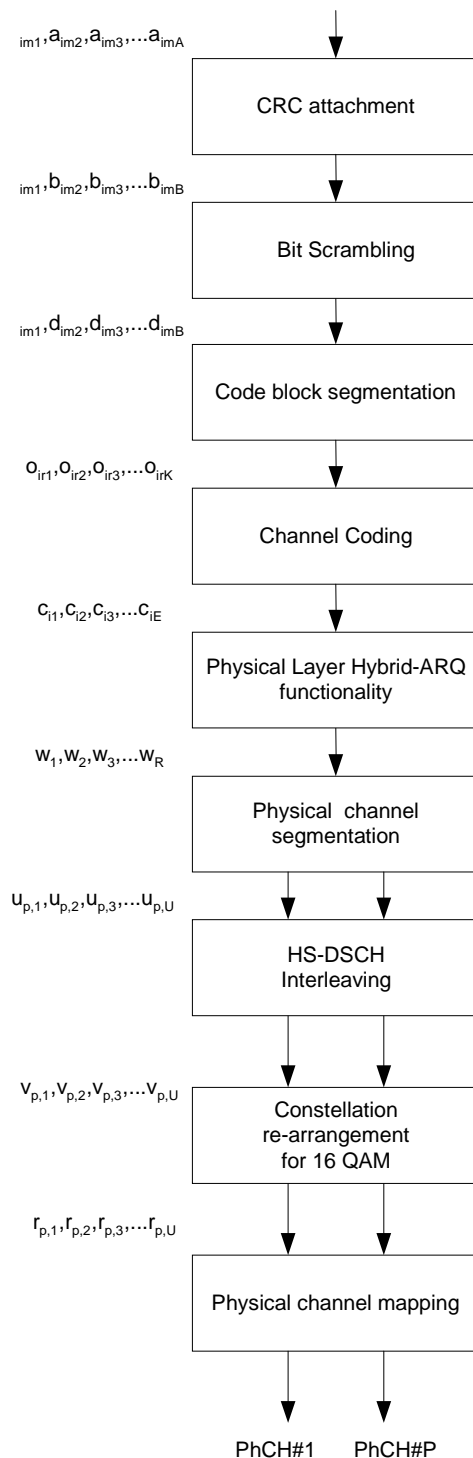 im1,aim2,aim3,...aimA
CRC attachment
im1,bim2,bim3,...bimB
Bit Scrambling
im1,dim2,dim3,...dimB
Code block segmentation
oir1,oir2,oir3,...oirK
Channel Coding
ci1,ci2,ci3,...ciE
Physical Layer Hybrid-ARQ
functionality
w1,w2,w3,...wR
Physical channel
segmentation
up,1,up,2,up,3,...up,U
HS-DSCH
Interleaving
vp,1,vp,2,vp,3,...vp,U
Constellation
re-arrangement
for 16 QAM
rp,1,rp,2,rp,3,...rp,U
Physical channel mapping
PhCH#1 PhCH#P